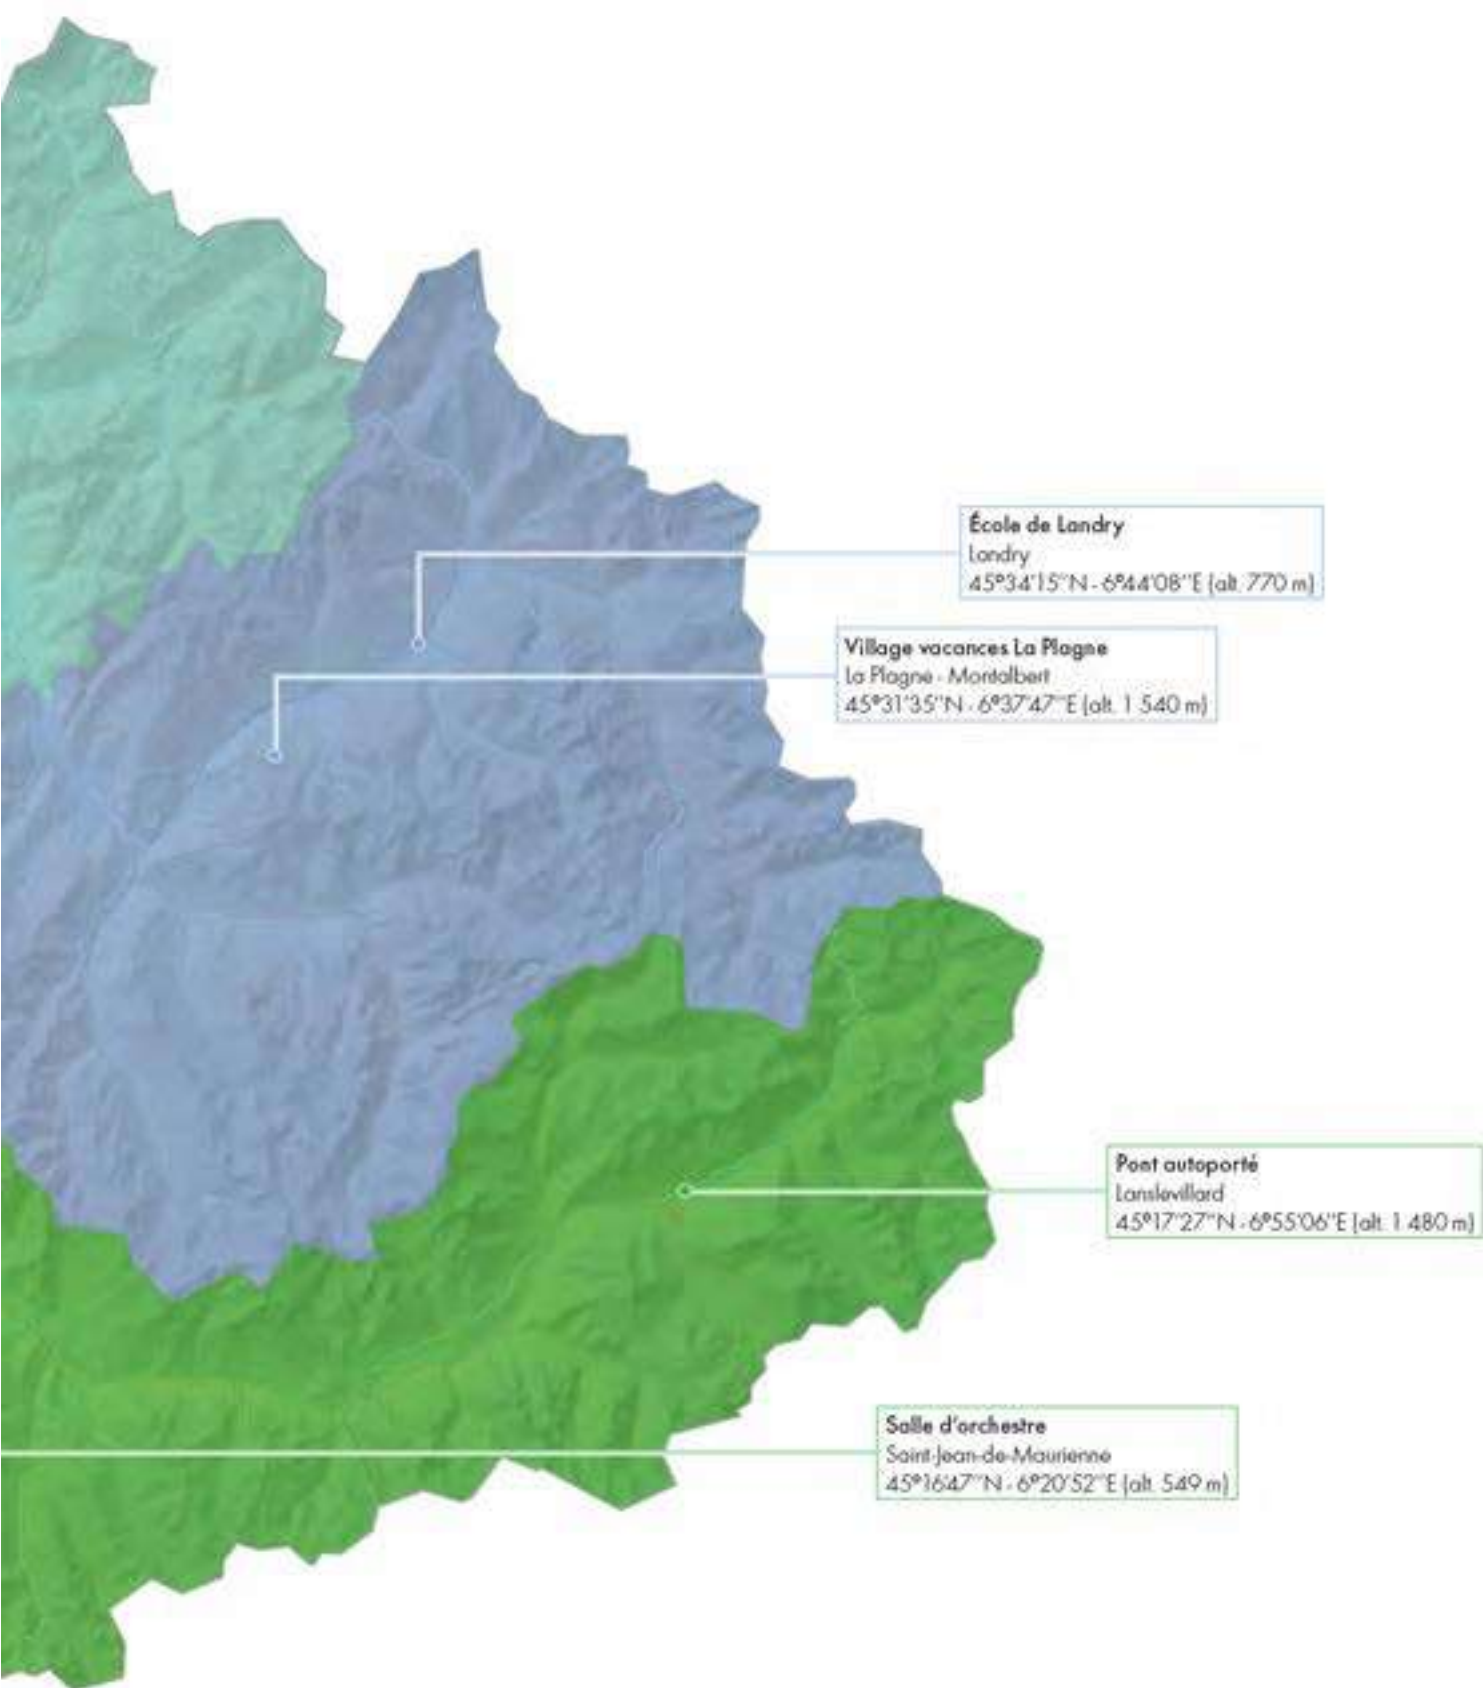 École de Landry
Landry
45°34'15''N - 6°44'08''E (alt. 770 m)
Village vacances La Plagne
La Plagne - Montalbert
45°31'35''N - 6°37'47''E (alt. 1 540 m)
Pont autoporté
Lanslevillard
45°17'27''N - 6°55'06''E (alt. 1 480 m)
Salle d'orchestre
Saint-Jean-de-Maurienne
45°16'47''N - 6°20'52''E (alt. 549 m)